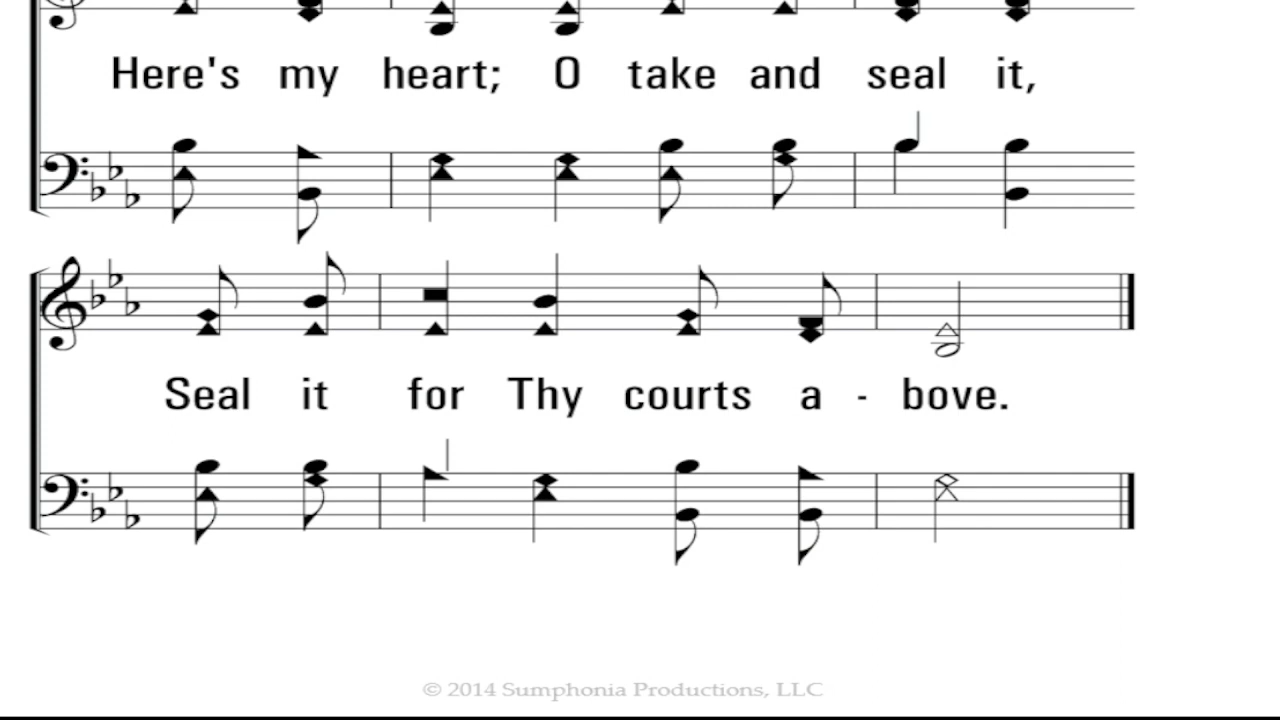 Here's my heart; O take and seal it,
Seal it for Thy courts a - bove.
© 2014 Sumphonia Productions, LLC